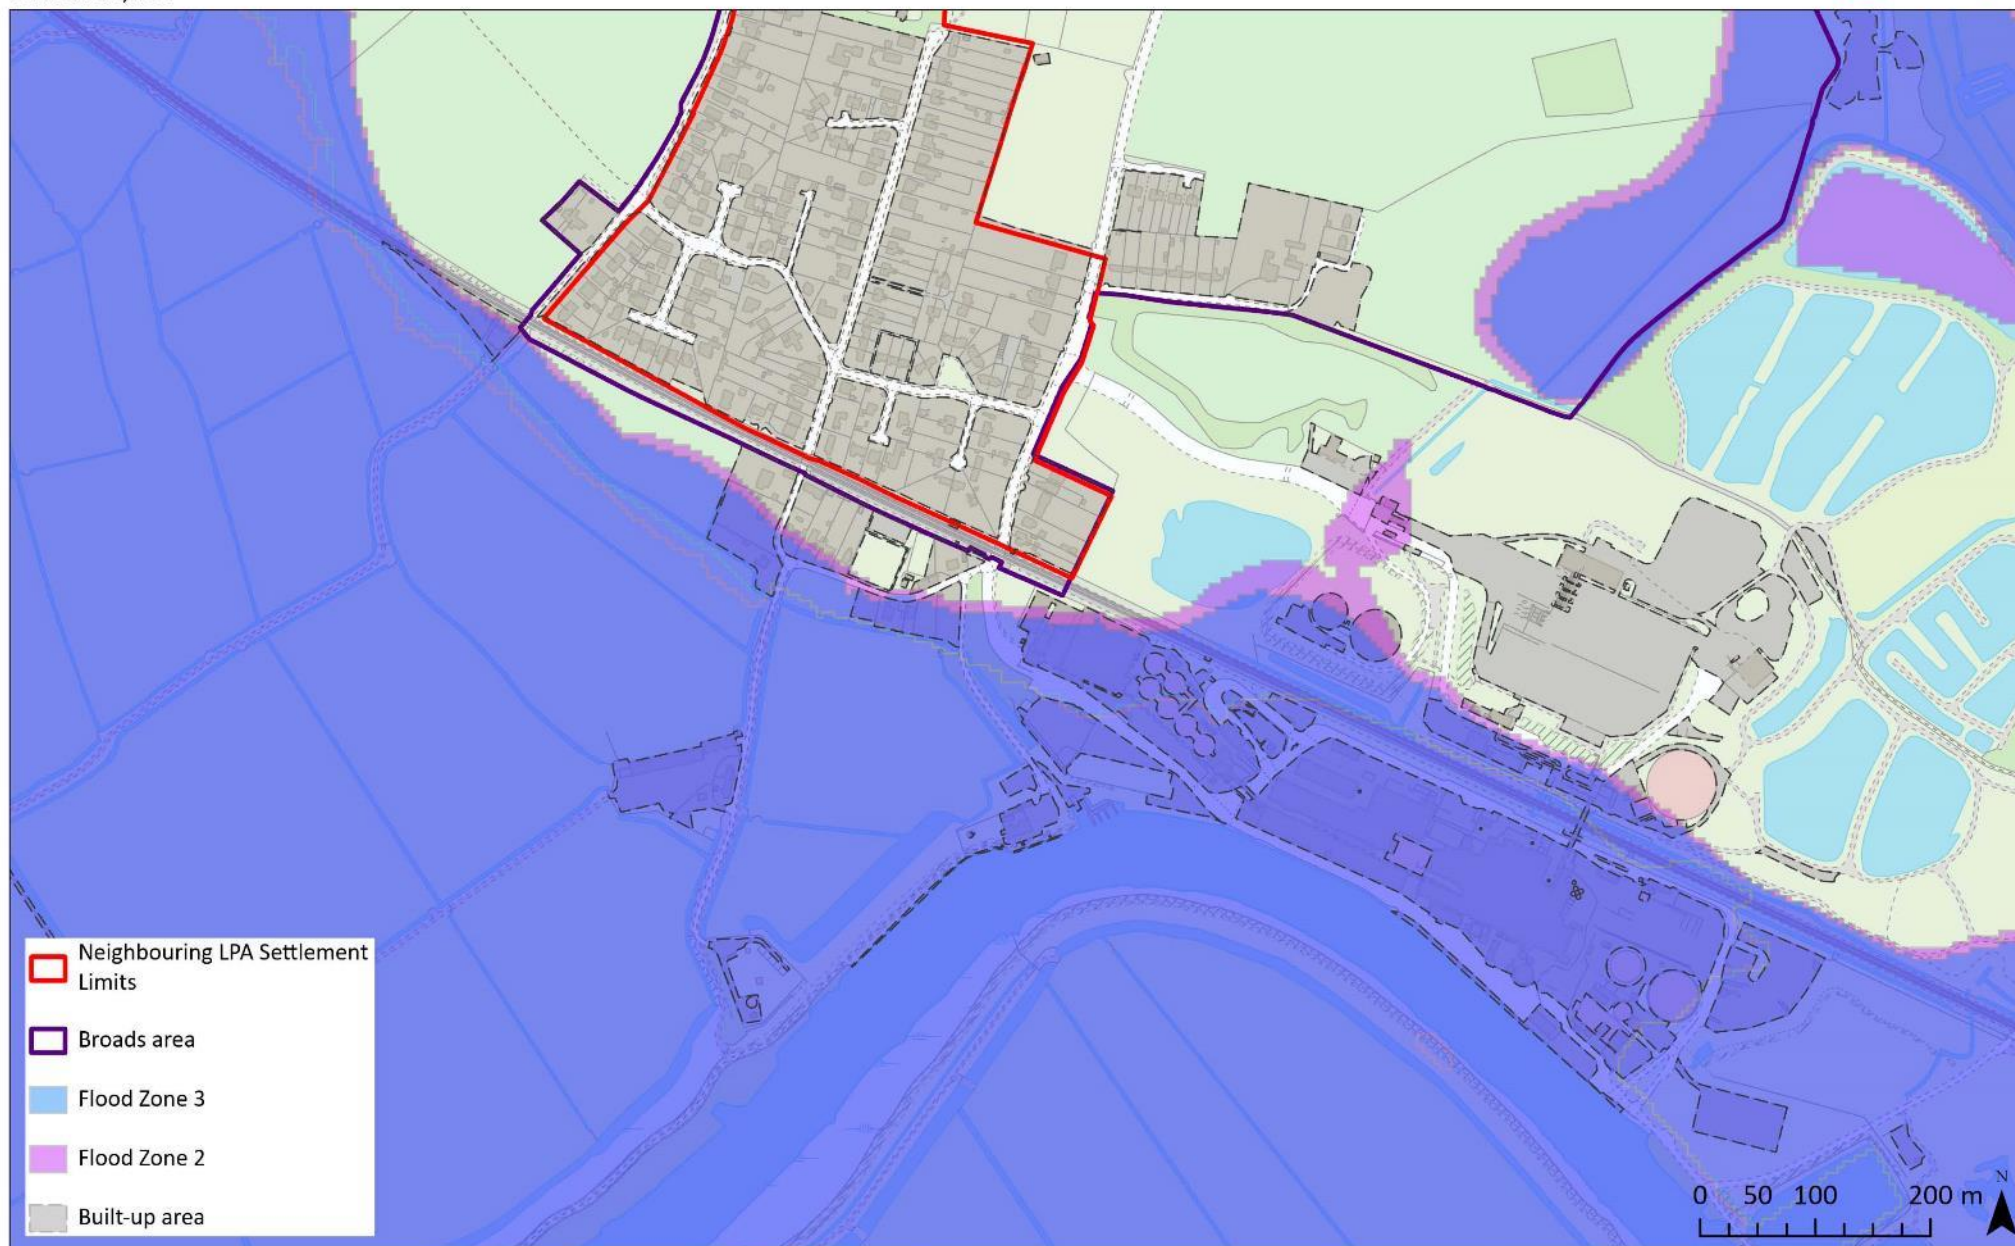 Neighbouring LPA Settlement
Limits
Broads area
Flood Zone 3
Flood Zone 2
Built-up area
0 50 100 200 m
N